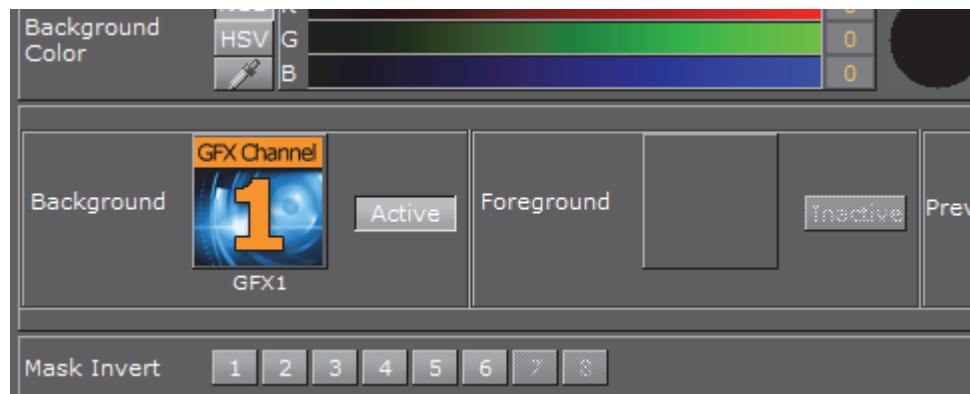 Background
Color
HSV G 0
B 0
GFX Channel
1
Background Active Foreground Inactive Prev
GFX1
Mask Invert 1 2 3 4 5 6 7 8